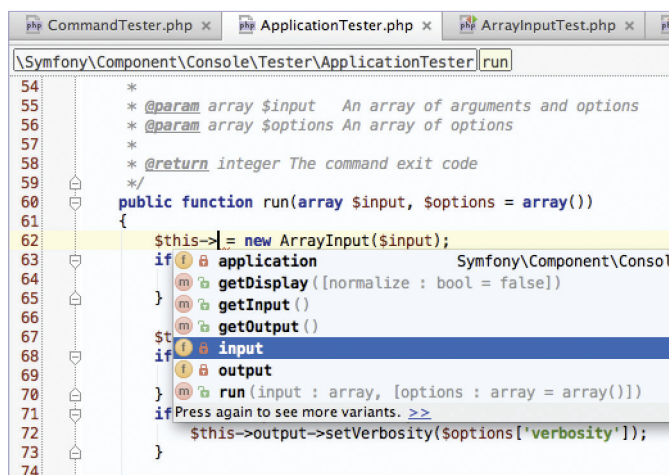 CommandTester.php × ApplicationTester.php × ArrayInputTest.php ×
\Symfony\Component\Console\Tester\ApplicationTester run
54 *
55 * @param array $input An array of arguments and options
56 * @param array $options An array of options
57 *
58 * @return integer The command exit code
59 */
60 public function run(array $input, $options = array())
61 {
62 $this-> = new ArrayInput($input);
63 if
64
65 }
66
67 $t
68 if
69
70 }
71 if
72 $this->output->setVerbosity($options['verbosity']);
73 }
74
f application Symfony\Component\Consol
m getDisplay([normalize : bool = false])
m getInput()
m getOutput()
f input
f output
m run(input : array, [options : array = array()])
Press again to see more variants. >>